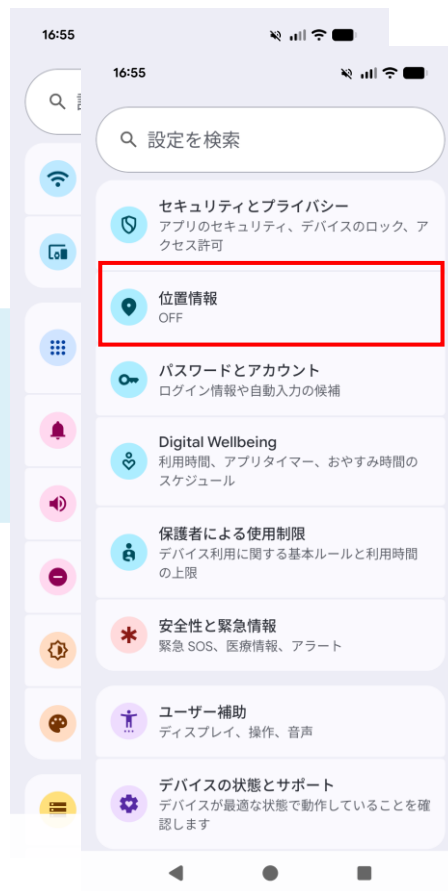 16:55
16:55
設定を検索
セキュリティとプライバシー
アプリのセキュリティ、デバイスのロック、ア
クセス許可
位置情報
OFF
パスワードとアカウント
ログイン情報や自動入力の候補
Digital Wellbeing
利用時間、アプリタイマー、おやすみ時間の
スケジュール
保護者による使用制限
デバイス利用に関する基本ルールと利用時間
の上限
安全性と緊急情報
緊急 SOS、医療情報、アラート
ユーザー補助
ディスプレイ、操作、音声
デバイスの状態とサポート
デバイスが最適な状態で動作していることを確
認します